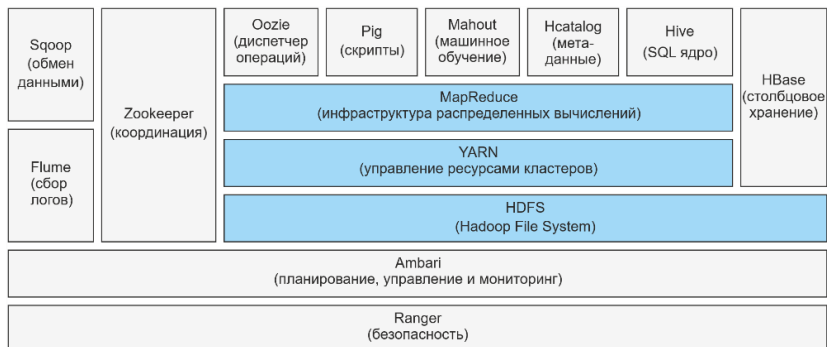 Sqoop
(обмен
данными)
Flume
(сбор
логов)
Zookeeper
(координация)
Oozie
(диспетчер
операций)
Pig
(скрипты)
Mahout
(машинное
обучение)
Hcatalog
(мета-
данные)
Hive
(SQL ядро)
HBase
(столбцовое
хранение)
MapReduce
(инфраструктура распределенных вычислений)
YARN
(управление ресурсами кластеров)
HDFS
(Hadoop File System)
Ambari
(планирование, управление и мониторинг)
Ranger
(безопасность)